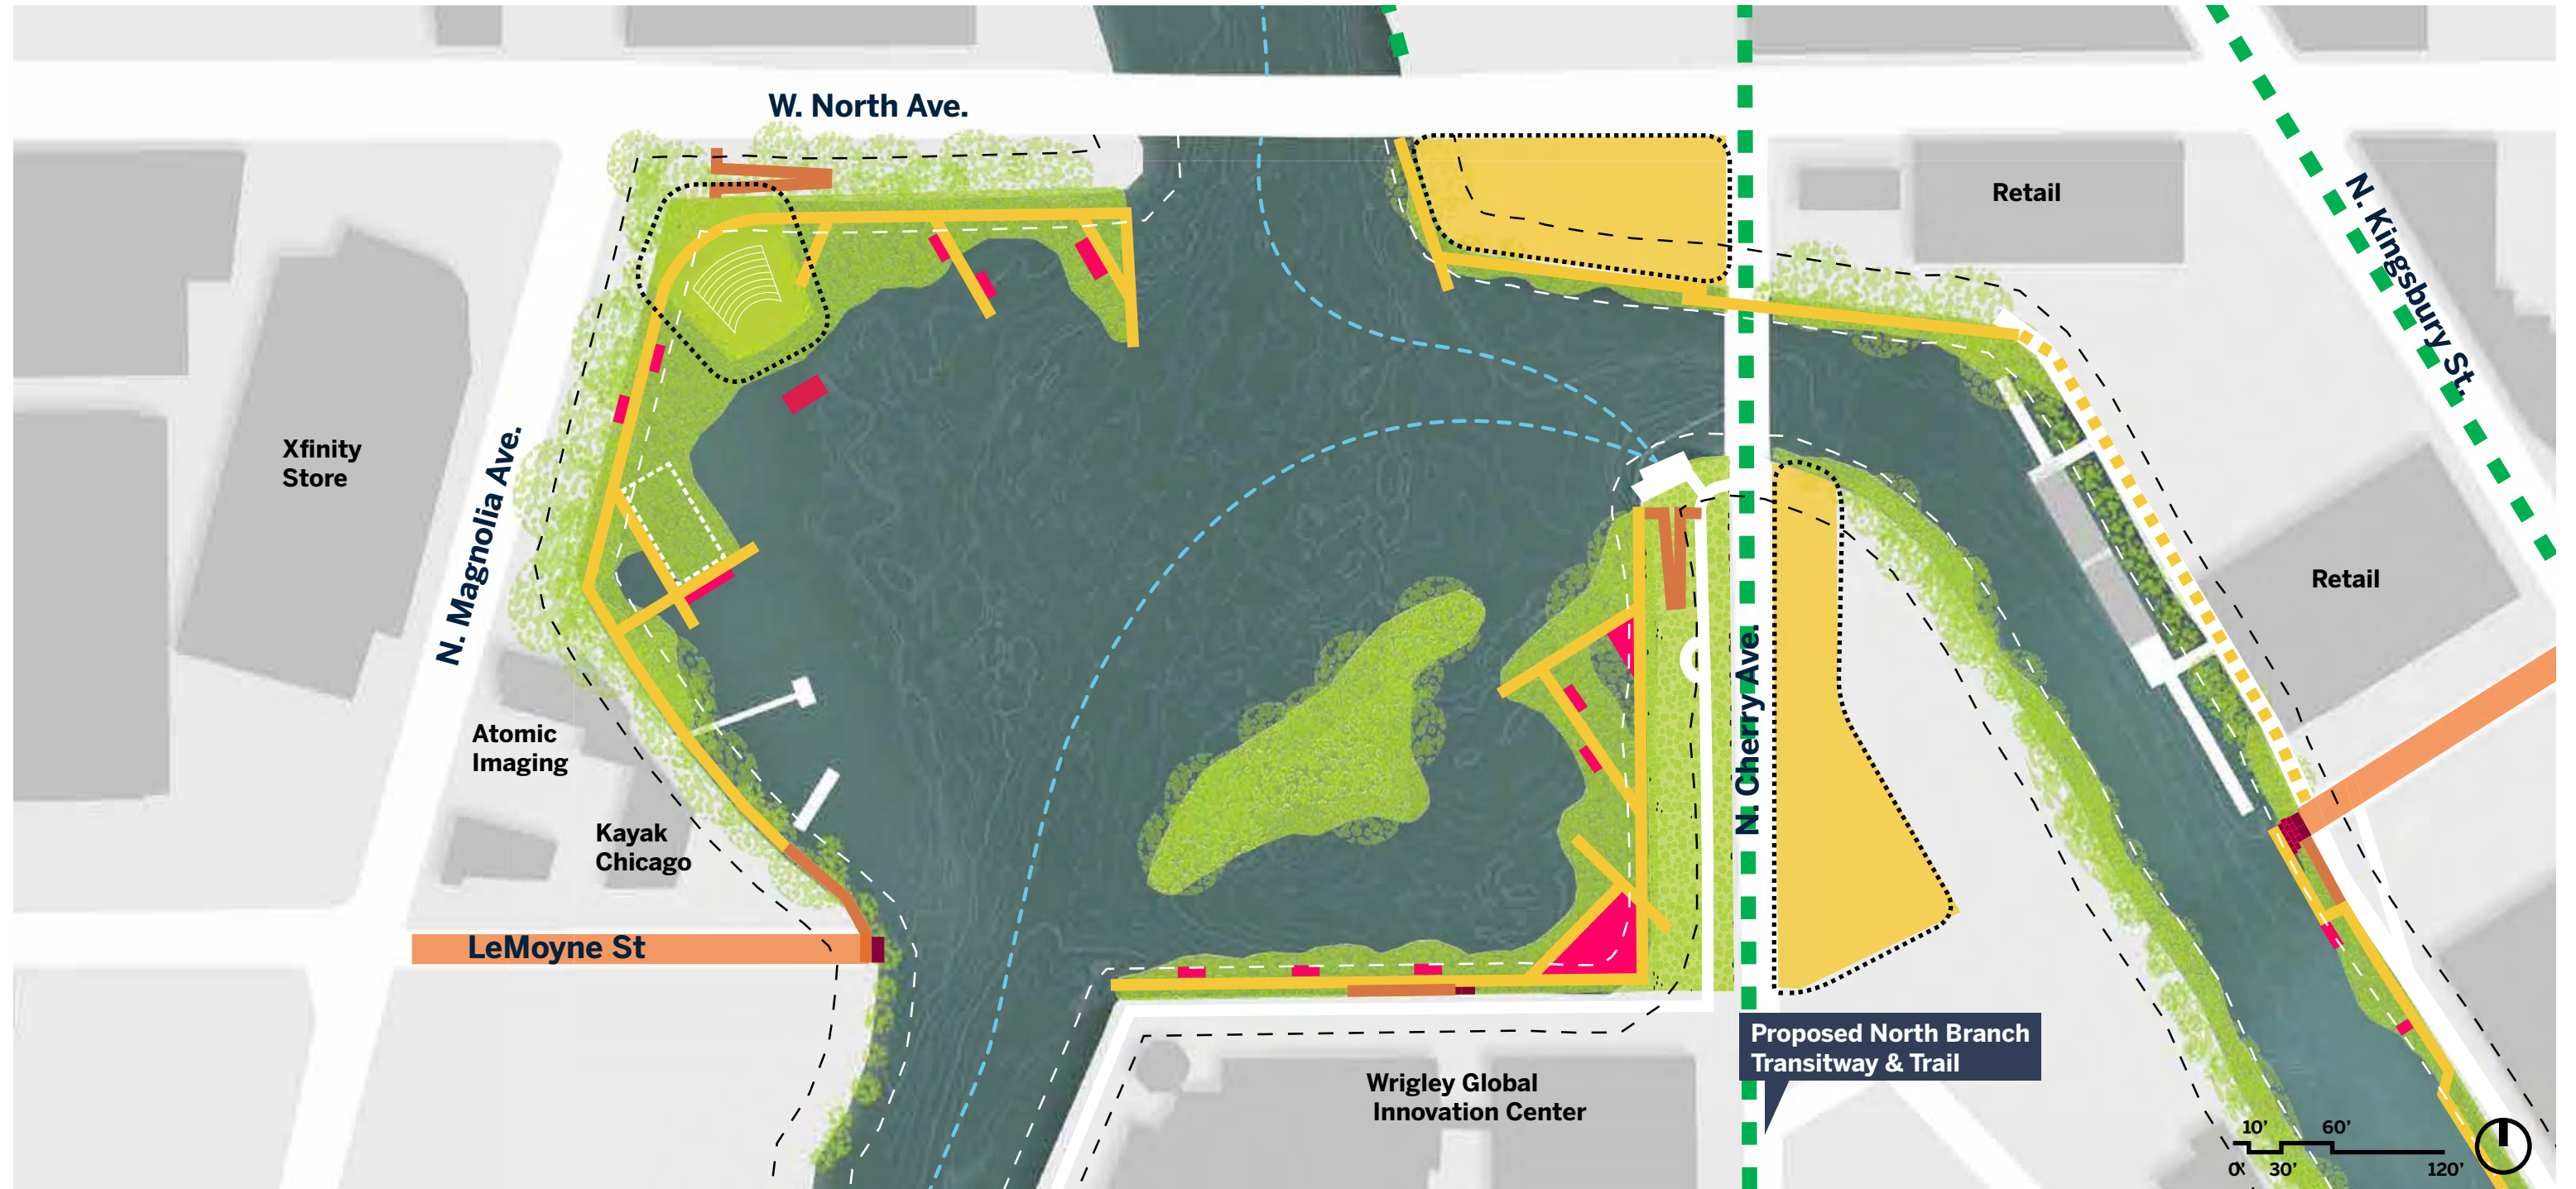 W. North Ave.
Retail
N. Kingsbury St.
Xfinity
Store
N. Magnolia Ave.
Retail
Atomic
Imaging
N. Cherry Ave.
Kayak
Chicago
LeMoyne St
Proposed North Branch
Transitway & Trail
Wrigley Global
Innovation Center
10’ 60’
0’ 30’ 120’